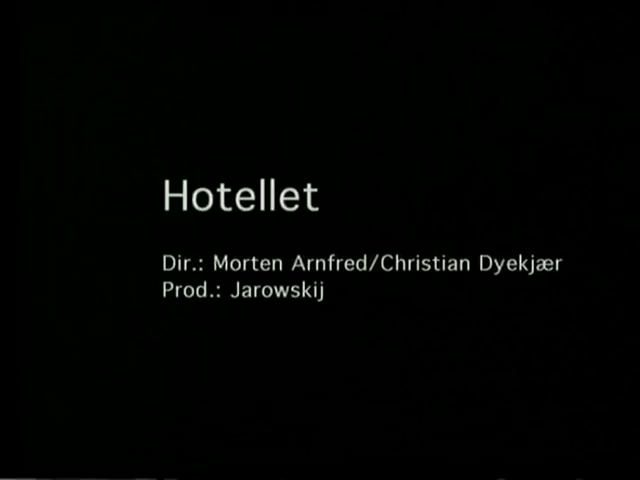 Hotellet
Dir.: Morten Arnfred/Christian Dyekjær
Prod.: Jarowskij